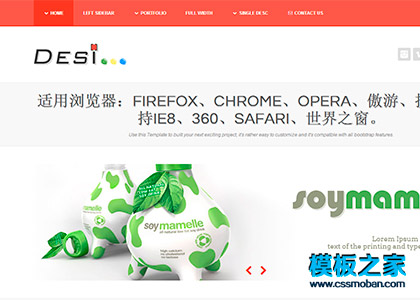 HOME LEFT SIDEBAR PORTFOLIO FULL WIDTH SINGLE DESC CONTACT US
DESI...
适用浏览器：FIREFOX、CHROME、OPERA、傲游、
持IE8、360、SAFARI、世界之窗。
Use this Template to build your next exciting project, it's rather easy to customize and it's compatible with all bootstrap features.
soymamelle
soymam
Lorem Ipsum
text of the printing and type
模板之家
www.cssmoban.com